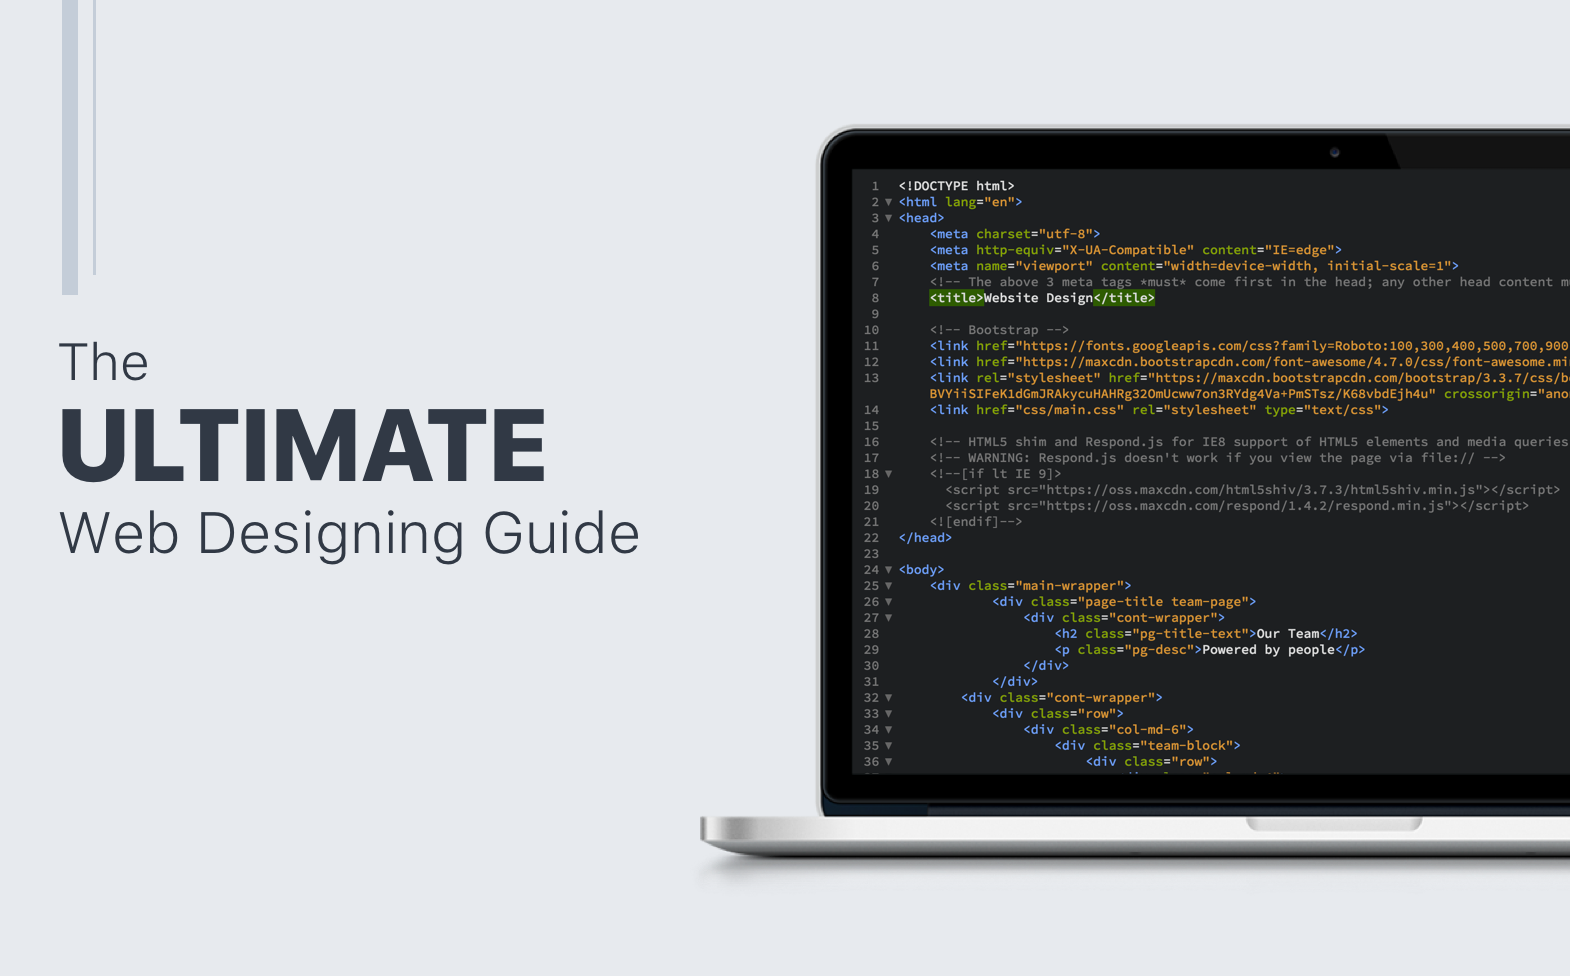 The
ULTIMATE
Web Designing Guide
1 <!DOCTYPE html>
2 <html lang="en">
3 <head>
4 <meta charset="utf-8">
5 <meta http-equiv="X-UA-Compatible" content="IE=edge">
6 <meta name="viewport" content="width=device-width, initial-scale=1">
7 <!-- The above 3 meta tags *must* come first in the head; any other head content
8 <title>Website Design</title>
9
10 <!-- Bootstrap -->
11 <link href="https://fonts.googleapis.com/css?family=Roboto:100,300,400,500,700,900
12 <link href="https://maxcdn.bootstrapcdn.com/font-awesome/4.7.0/css/font-awesome.mi
13 <link rel="stylesheet" href="https://maxcdn.bootstrapcdn.com/bootstrap/3.3.7/css/b
BVYiiSIFeK1dGmJRAkycuHAHRg32OmUcww7on3RYdg4Va+PmSTsz/K68vbdEjh4u" crossorigin="ano
14 <link href="css/main.css" rel="stylesheet" type="text/css">
15
16 <!-- HTML5 shim and Respond.js for IE8 support of HTML5 elements and media queries
17 <!-- WARNING: Respond.js doesn't work if you view the page via file:// -->
18 <!--[if lt IE 9]>
19 <script src="https://oss.maxcdn.com/html5shiv/3.7.3/html5shiv.min.js"></script>
20 <script src="https://oss.maxcdn.com/respond/1.4.2/respond.min.js"></script>
21 <![endif]-->
22 </head>
23
24 <body>
25 <div class="main-wrapper">
26 <div class="page-title team-page">
27 <div class="cont-wrapper">
28 <h2 class="pg-title-text">Our Team</h2>
29 <p class="pg-desc">Powered by people</p>
30 </div>
31 </div>
32 <div class="cont-wrapper">
33 <div class="row">
34 <div class="col-md-6">
35 <div class="team-block">
36 <div class="row">